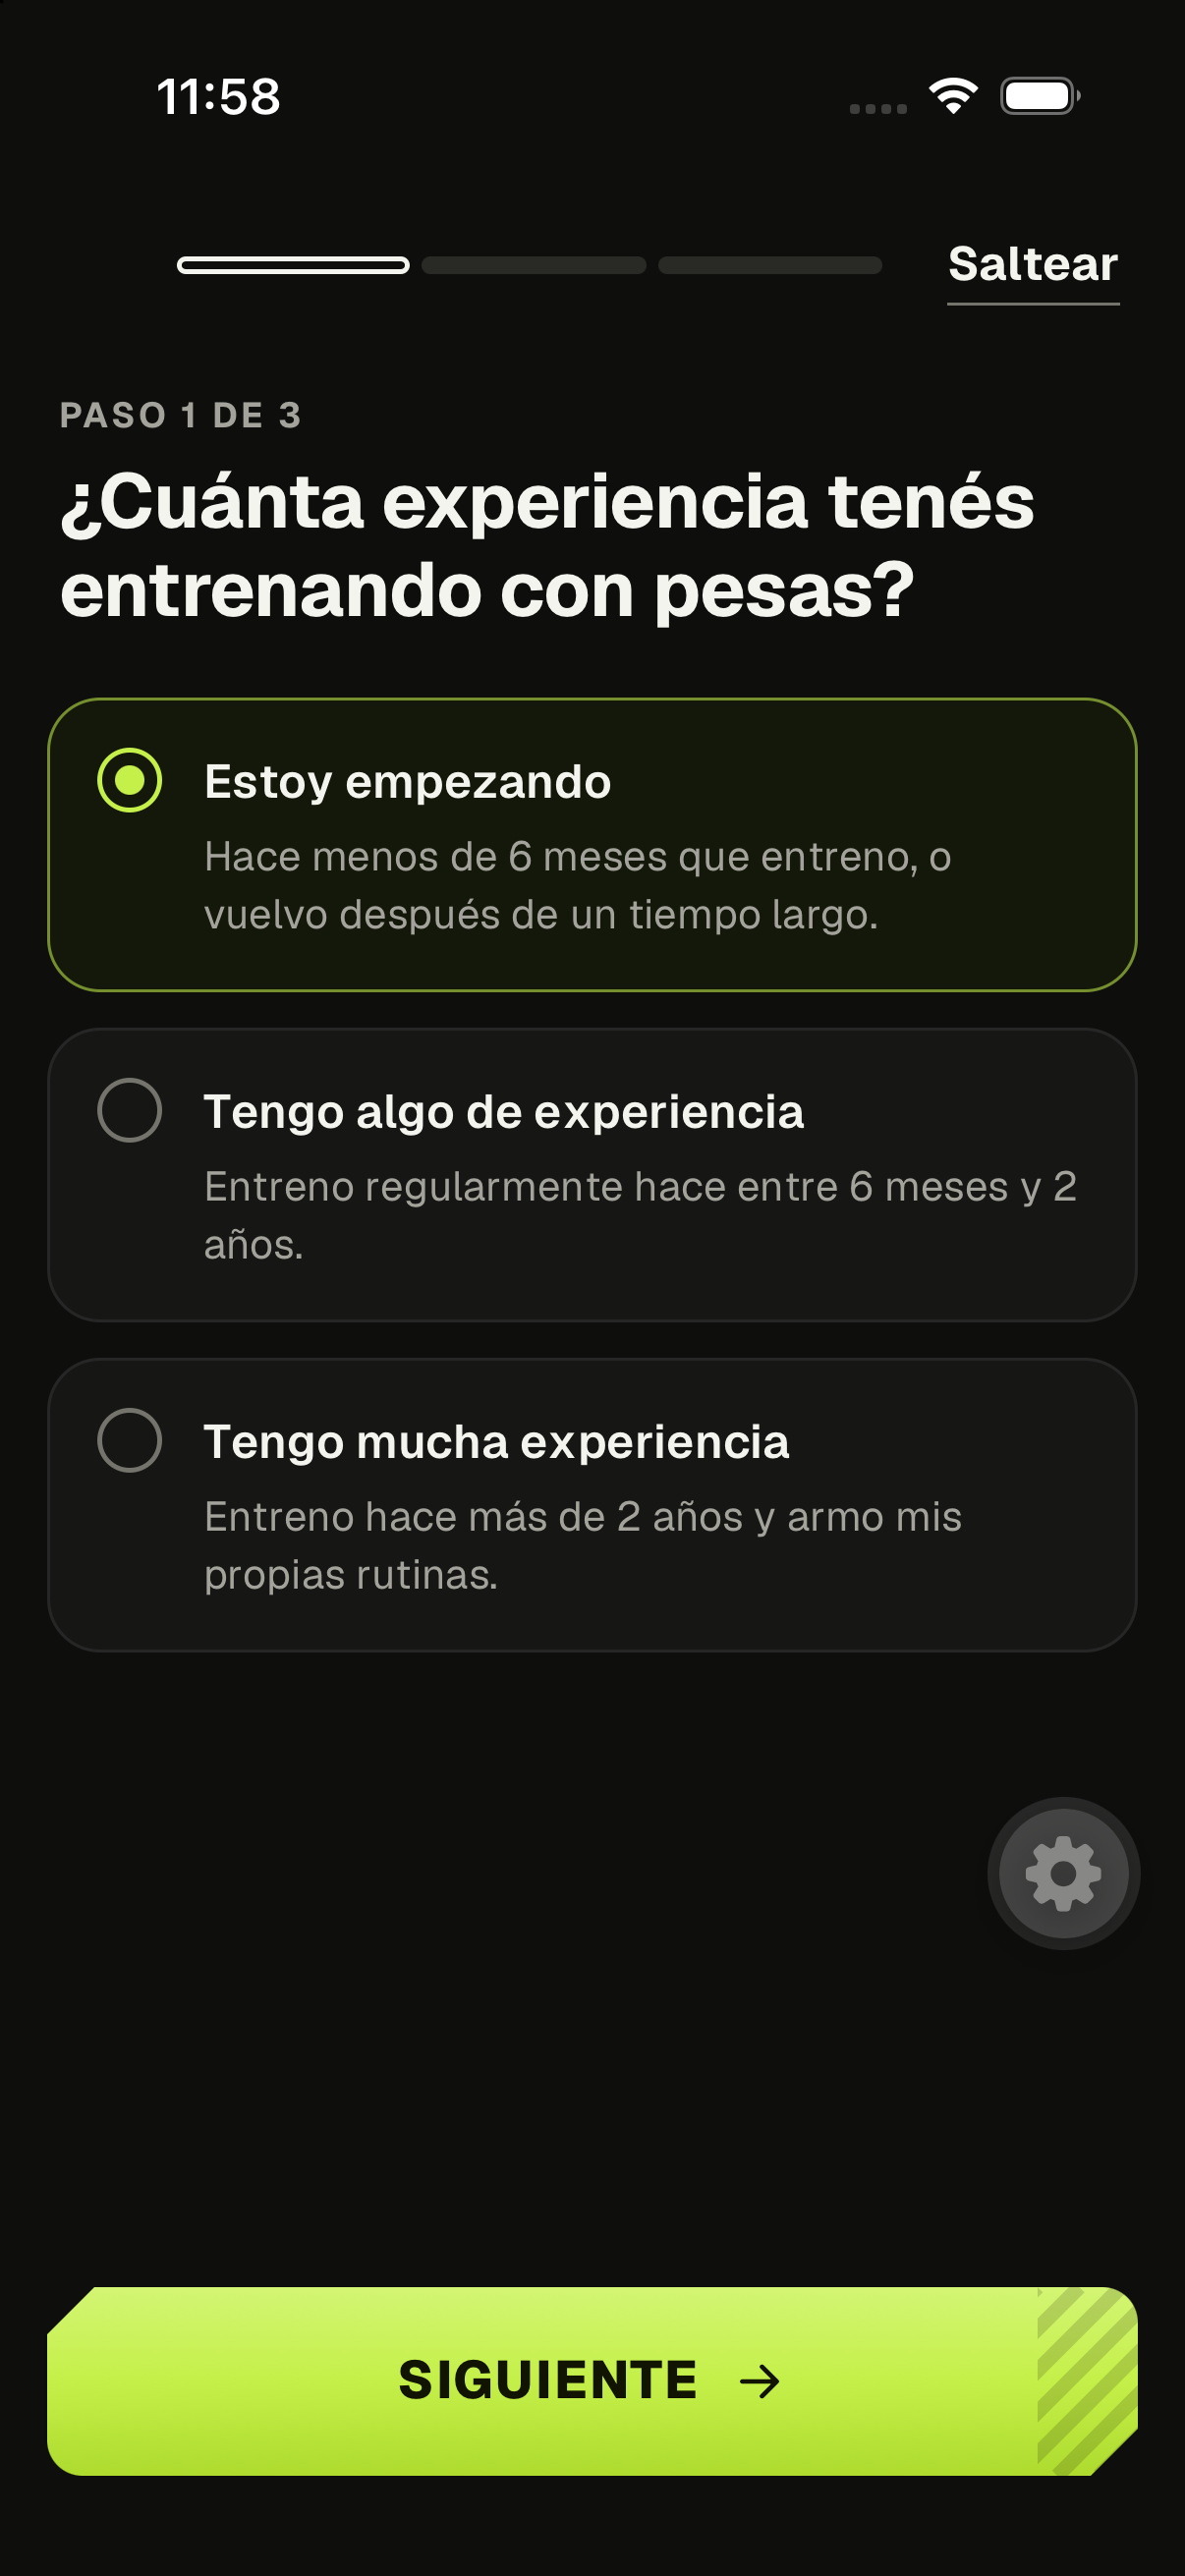 11:58
Saltear
PASO 1 DE 3
¿Cuánta experiencia tenés
entrenando con pesas?
Estoy empezando
Hace menos de 6 meses que entreno, o
vuelvo después de un tiempo largo.
Tengo algo de experiencia
Entreno regularmente hace entre 6 meses y 2
años.
Tengo mucha experiencia
Entreno hace más de 2 años y armo mis
propias rutinas.
SIGUIENTE →